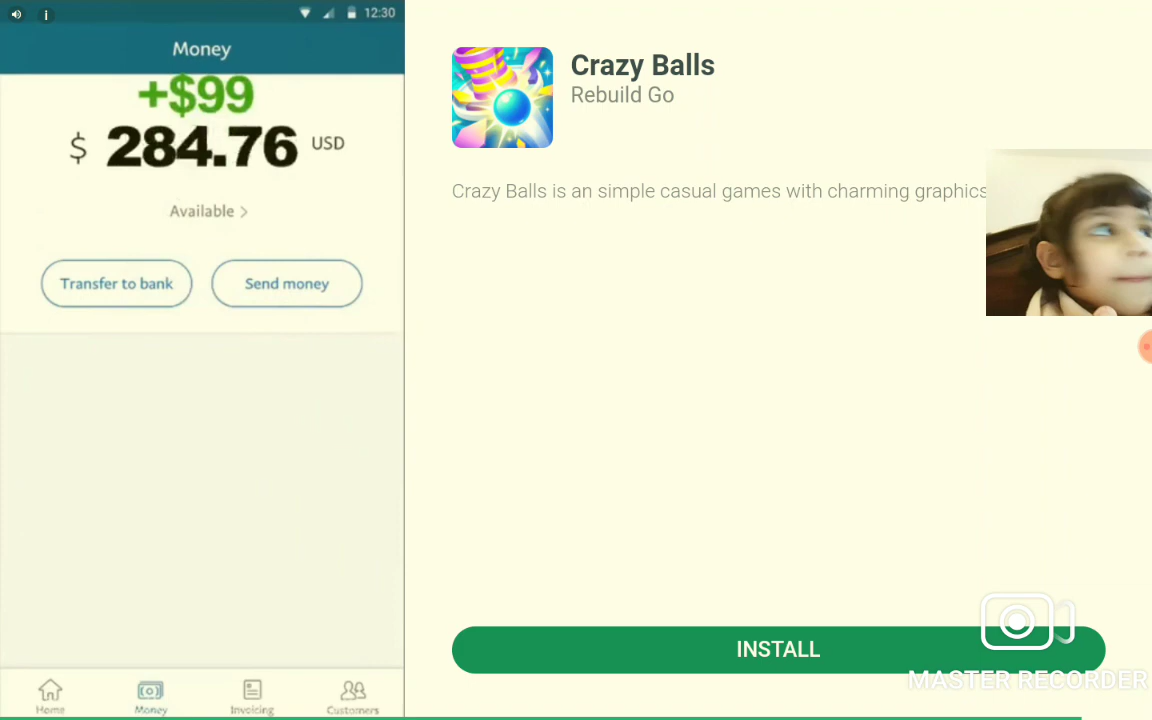 12:30
Money
+$99
$ 284.76 USD
Available >
Transfer to bank
Send money
Home
Money
Invoicing
Customers
Crazy Balls
Rebuild Go
Crazy Balls is an simple casual games with charming graphics
INSTALL
MASTER RECORDER